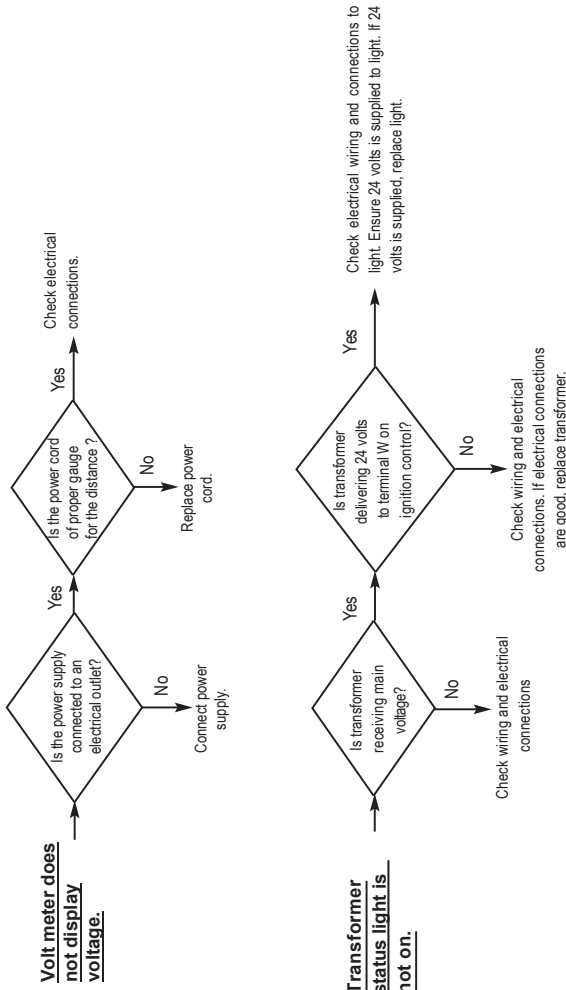 Volt meter does
not display
voltage.
Is the power supply
connected to an
electrical outlet?
Yes
No
Connect power
supply.
Is the power cord
of proper gauge
for the distance ?
Yes
No
Replace power
cord.
Check electrical
connections.
Transformer
status light is
not on.
Is transformer
receiving main
voltage?
Yes
No
Check wiring and electrical
connections
Is transformer
delivering 24 volts
to terminal W on
ignition control?
Yes
No
Check wiring and electrical
connections. If electrical connections
are good, replace transformer.
Check electrical wiring and connections to
light. Ensure 24 volts is supplied to light. If 24
volts is supplied, replace light.